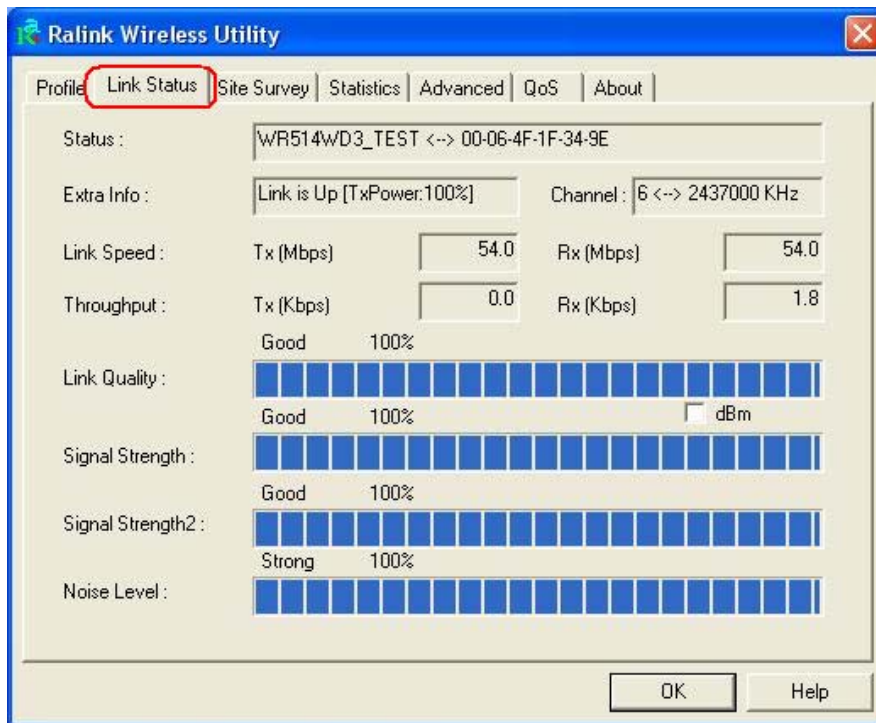 Ralink Wireless Utility
Profile Link Status Site Survey Statistics Advanced QoS About
Status : WR514WD3_TEST <--> 00-06-4F-1F-34-9E
Extra Info : Link is Up [TxPower:100%] Channel : 6 <--> 2437000 KHz
Link Speed : Tx (Mbps) 54.0 Rx (Mbps) 54.0
Throughput : Tx (Kbps) 0.0 Rx (Kbps) 1.8
Good 100%
Link Quality :
Good 100% dBm
Signal Strength :
Good 100%
Signal Strength2 :
Strong 100%
Noise Level :
OK Help